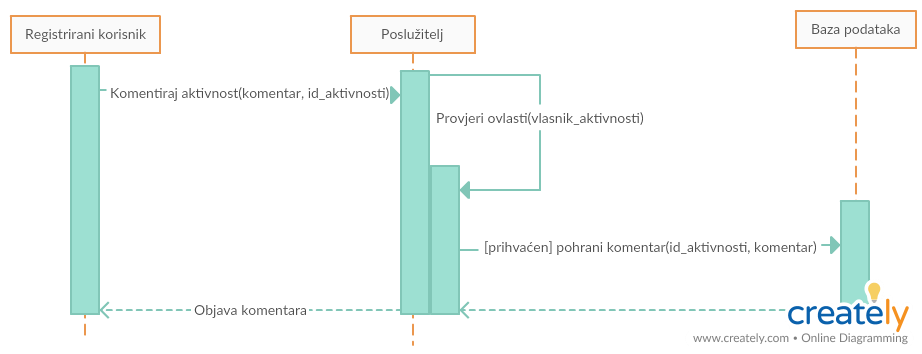 Registrirani korisnik
Poslužitelj
Baza podataka
Komentiraj aktivnost(komentar, id_aktivnosti)
Provjeri ovlasti(vlasnik_aktivnosti)
[prihvaćen] pohrani komentar(id_aktivnosti, komentar)
Objava komentara
creately
www.creately.com • Online Diagramming